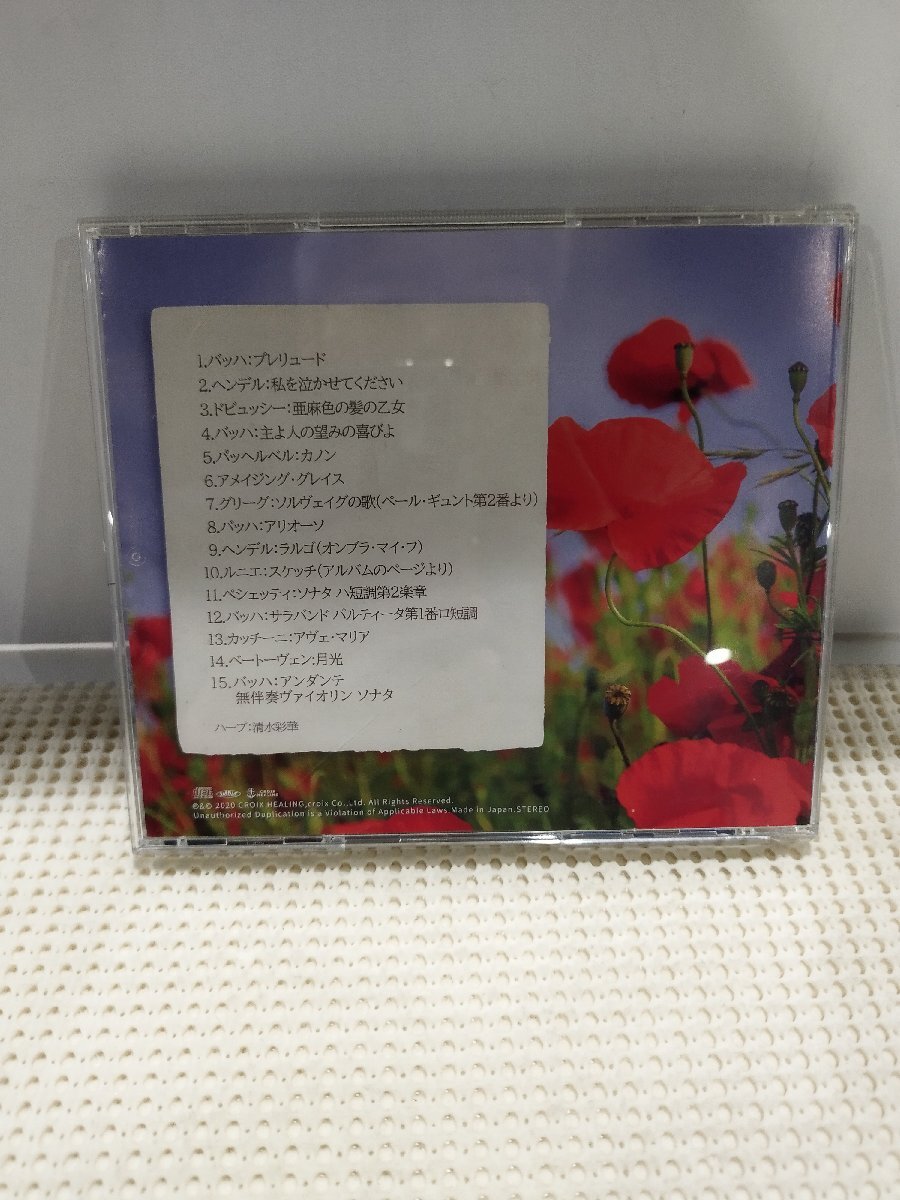 1.バッハ:プレリュード
2.ヘンデル:私を泣かせてください
3.ドビュッシー:亜麻色の髪の乙女
4.バッハ:主よ人の望みの喜びよ
5.パッヘルベル:カノン
6.アメイジング・グレイス
7.グリーグ:ソルヴェイグの歌(ペール・ギュント第2番より)
8.バッハ:アリオーソ
9.ヘンデル:ラルゴ(オンブラ・マイ・フ)
10.ルニエ:スケッチ(アルバムのページより)
11.ペシェッティ:ソナタ ハ短調第2楽章
12.バッハ:サラバンド パルティータ第1番ロ短調
13.カッチーニ:アヴェ・マリア
14.ベートーヴェン:月光
15.バッハ:アンダンテ
無伴奏ヴァイオリン ソナタ
ハープ:清水彩華
℗&© 2020 CROIX HEALING,croix Co.,Ltd. All Rights Reserved.
Unauthorized Duplication is a violation of Applicable Laws.Made in Japan.STEREO